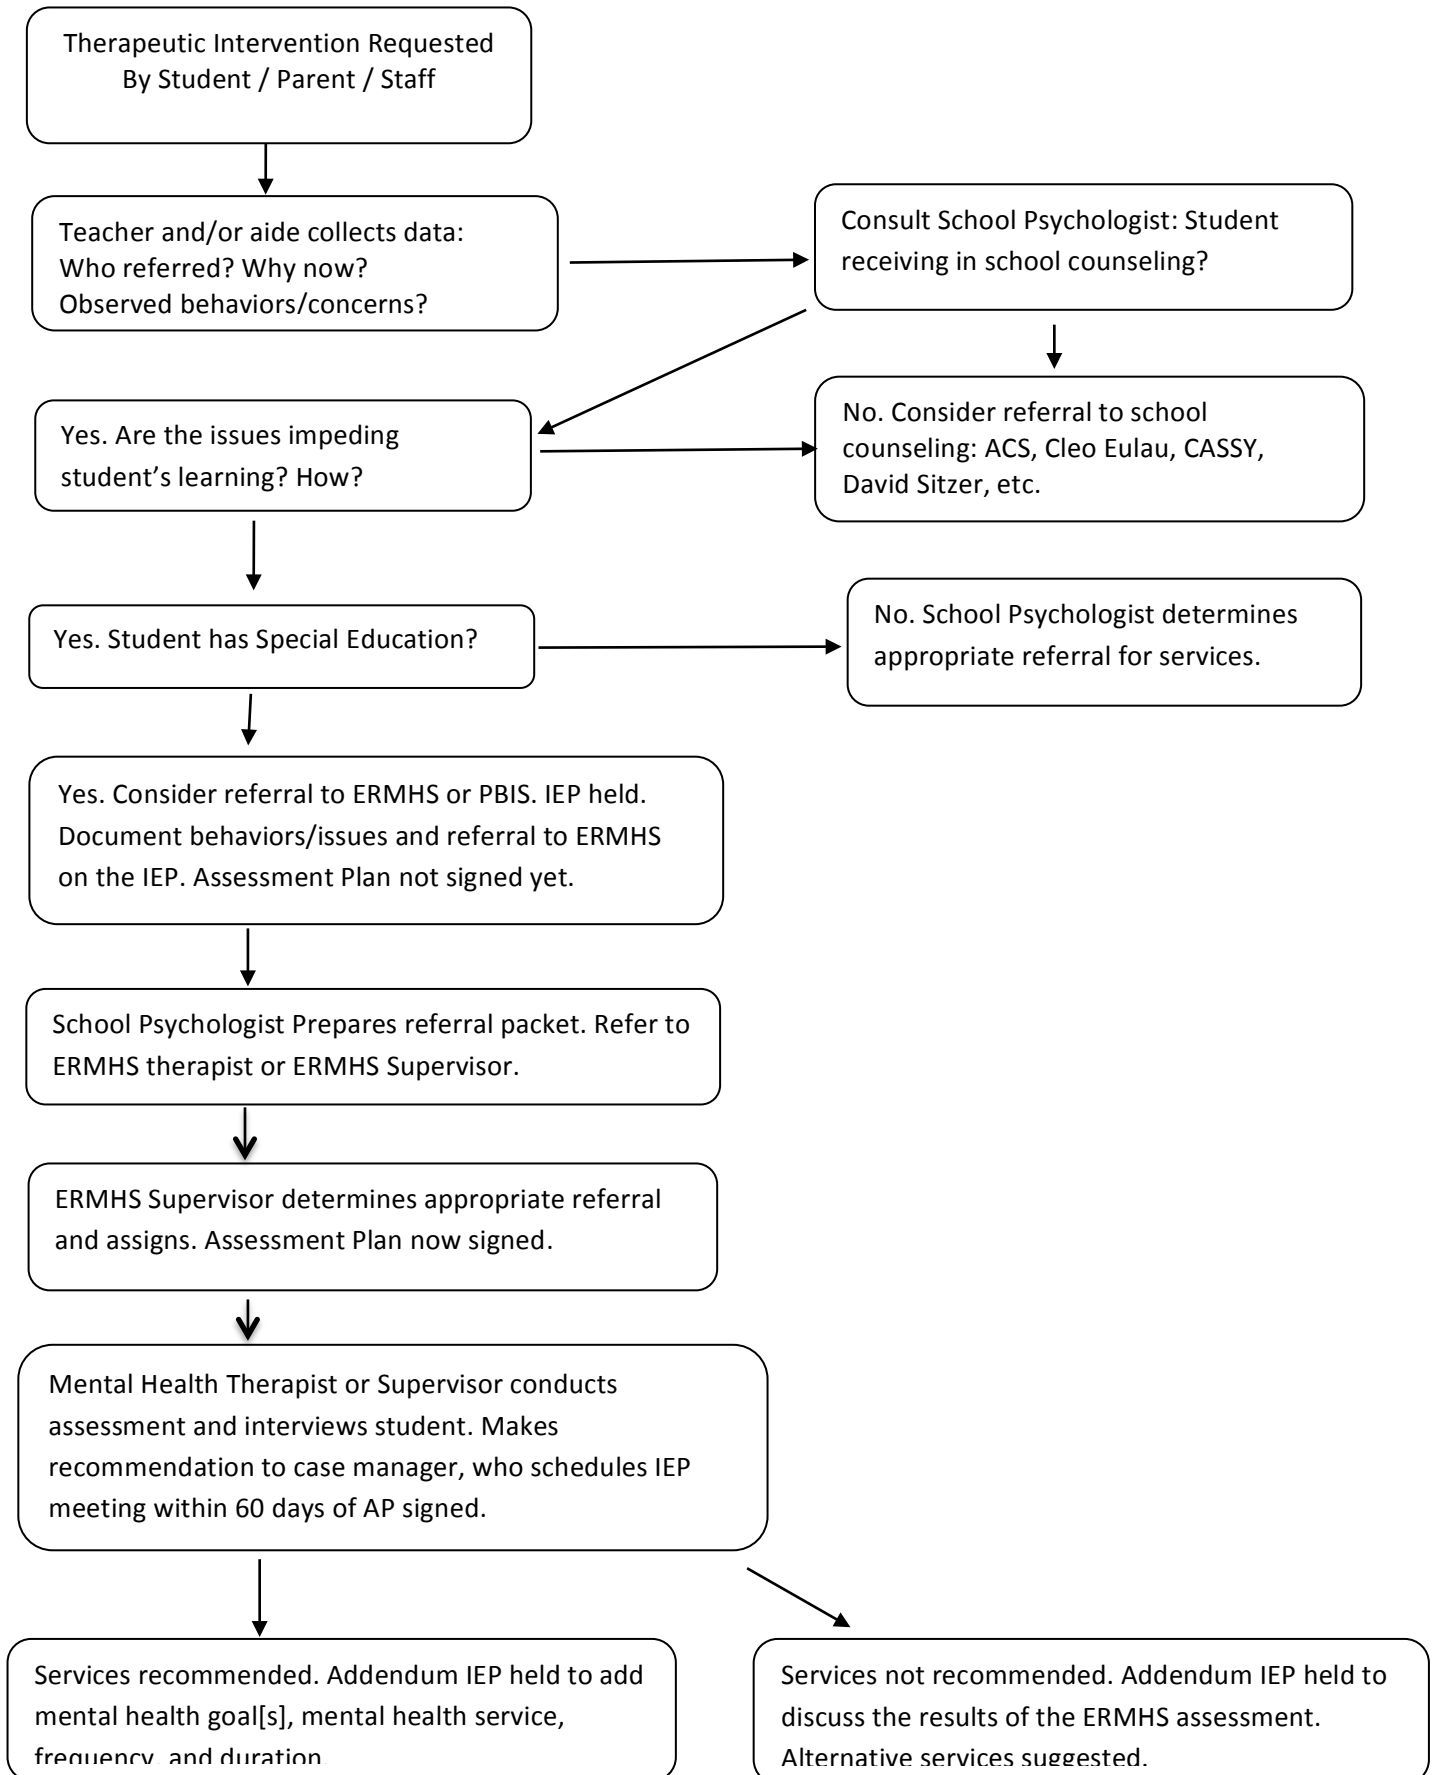 Therapeutic Intervention Requested
By Student / Parent / Staff
Teacher and/or aide collects data:
Who referred? Why now?
Observed behaviors/concerns?
Consult School Psychologist: Student
receiving in school counseling?
Yes. Are the issues impeding
student’s learning? How?
No. Consider referral to school
counseling: ACS, Cleo Eulau, CASSY,
David Sitzer, etc.
Yes. Student has Special Education?
No. School Psychologist determines
appropriate referral for services.
Yes. Consider referral to ERMHS or PBIS. IEP held.
Document behaviors/issues and referral to ERMHS
on the IEP. Assessment Plan not signed yet.
School Psychologist Prepares referral packet. Refer to
ERMHS therapist or ERMHS Supervisor.
ERMHS Supervisor determines appropriate referral
and assigns. Assessment Plan now signed.
Mental Health Therapist or Supervisor conducts
assessment and interviews student. Makes
recommendation to case manager, who schedules IEP
meeting within 60 days of AP signed.
Services recommended. Addendum IEP held to add
mental health goal[s], mental health service,
frequency, and duration.
Services not recommended. Addendum IEP held to
discuss the results of the ERMHS assessment.
Alternative services suggested.